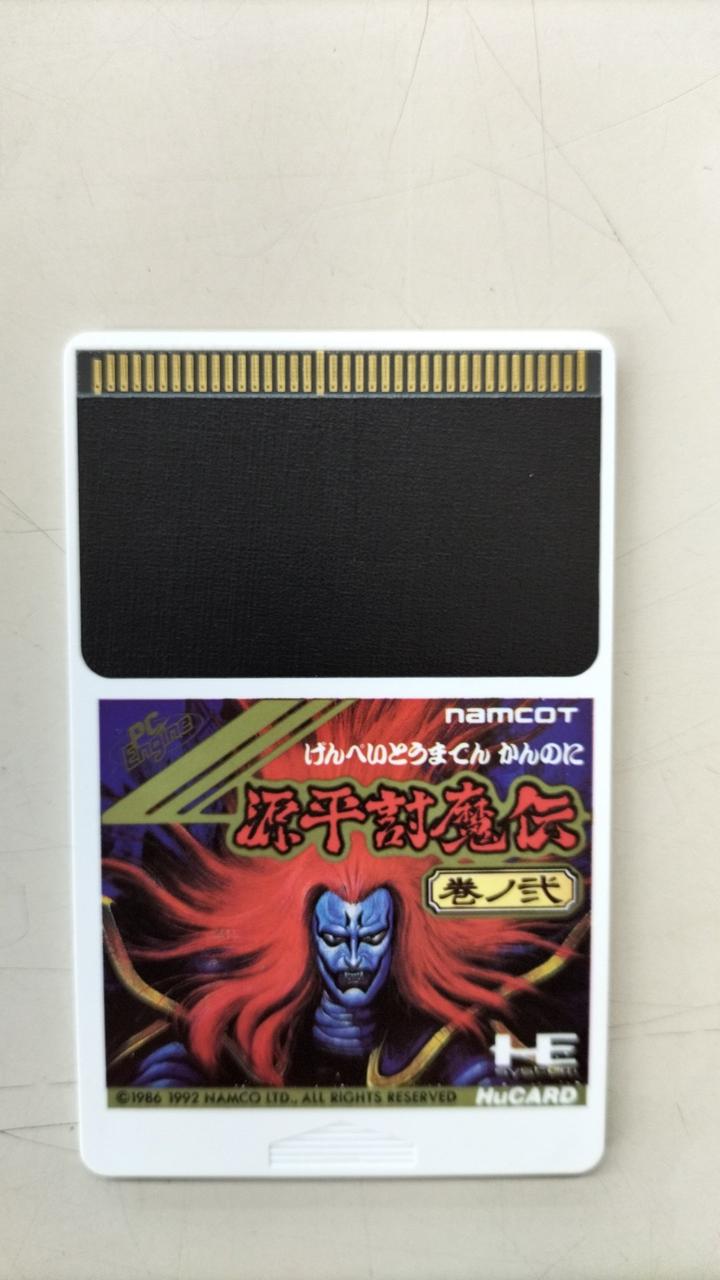 PC
Engine
namcot
げんぺいとうまでん かんのに
源平討魔伝
巻ノ弐
HE
SYSTEM
©1986 1992 NAMCO LTD., ALL RIGHTS RESERVED
HuCARD